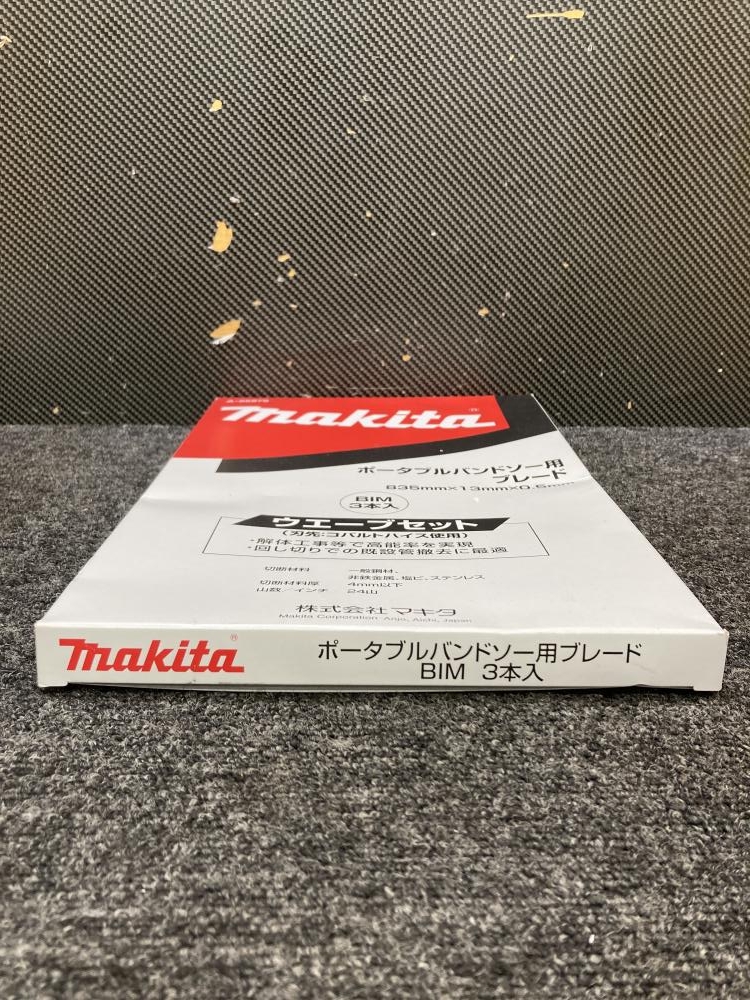 makita®
ポータブルバンドソー用
ブレード
835mm×13mm×0.6mm
BIM
3本入
ウエーブセット
(刃先:コバルトハイス使用)
・解体工事等で高能率を実現
・回し切りでの既設管撤去に最適
切断材料 一般鋼材、
非鉄金属、塩ビ、ステンレス
切断材料厚 4mm以下
山数/インチ 24山
株式会社マキタ
Makita Corporation Anjo, Aichi, Japan
makita® ポータブルバンドソー用ブレード
BIM 3本入